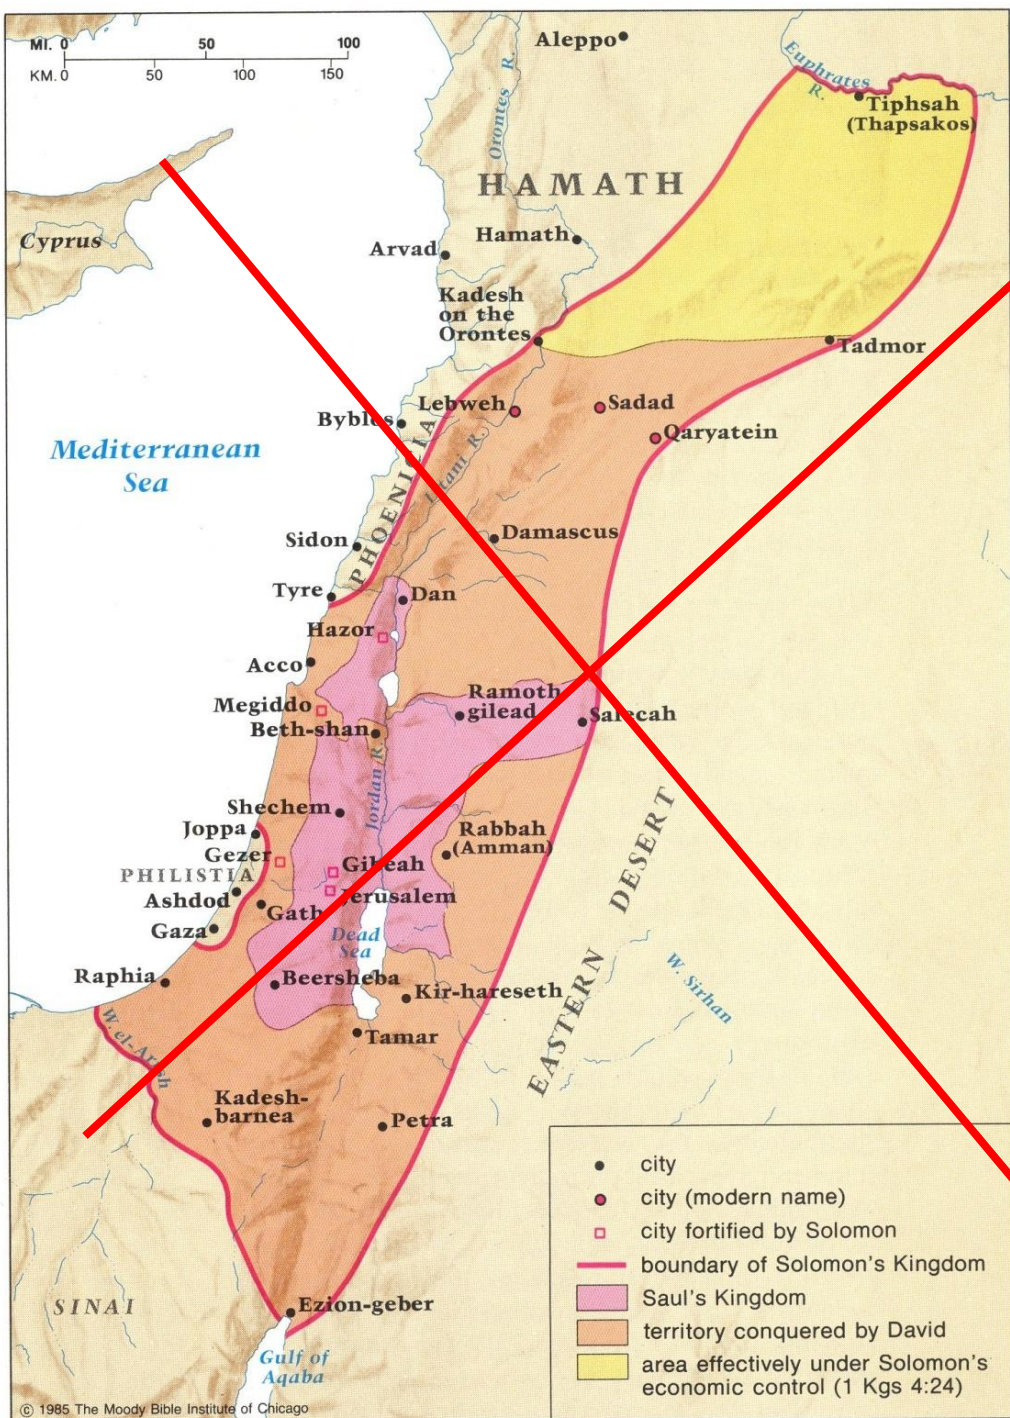 MI. 0 50 100
KM. 0 50 100 150
Aleppo
Orontes R.
Euphrates
R.
Tiphsah
(Thapsakos)
HAMATH
Cyprus
Hamath
Arvad
Kadesh
on the
Orontes
Tadmor
Lebweh
Sadad
Byblos
Qaryatein
Mediterranean
Sea
PHOENICIA
Litani R.
Damascus
Sidon
Tyre
Dan
Hazor
Acco
Ramoth
gilead
Megiddo
Salecah
Beth-shan
Jordan R.
Shechem
Joppa
Rabbah
(Amman)
Gezer
Gibeah
PHILISTIA
Jerusalem
Ashdod
Gath
Gaza
Dead
Sea
EASTERN DESERT
Raphia
Beersheba
Kir-hareseth
W. Sirhan
W. el-Arish
Tamar
Kadesh-
barnea
Petra
SINAI
Ezion-geber
Gulf of
Aqaba
city
city (modern name)
city fortified by Solomon
boundary of Solomon's Kingdom
Saul's Kingdom
territory conquered by David
area effectively under Solomon's
economic control (1 Kgs 4:24)
© 1985 The Moody Bible Institute of Chicago